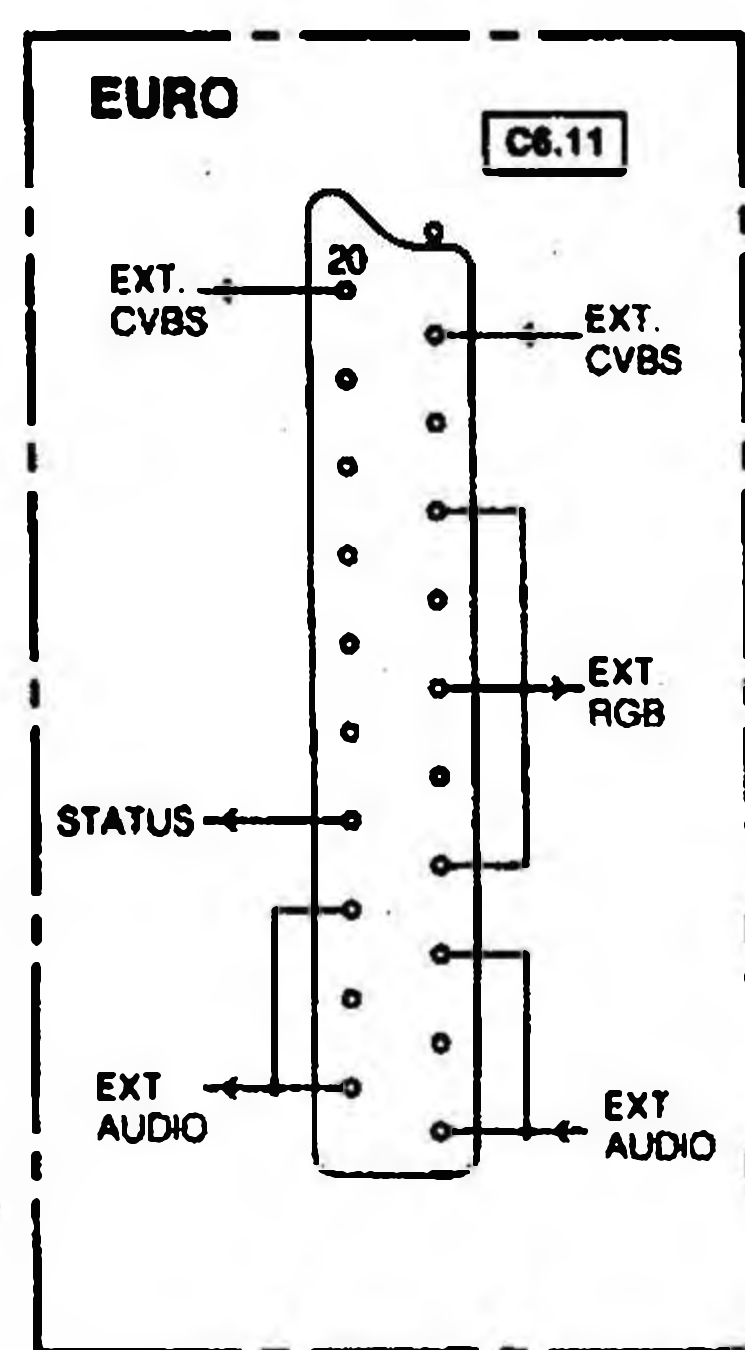 EURO
C6.11
20
EXT.
CVBS
EXT.
CVBS
EXT
RGB
STATUS
EXT
AUDIO
EXT
AUDIO